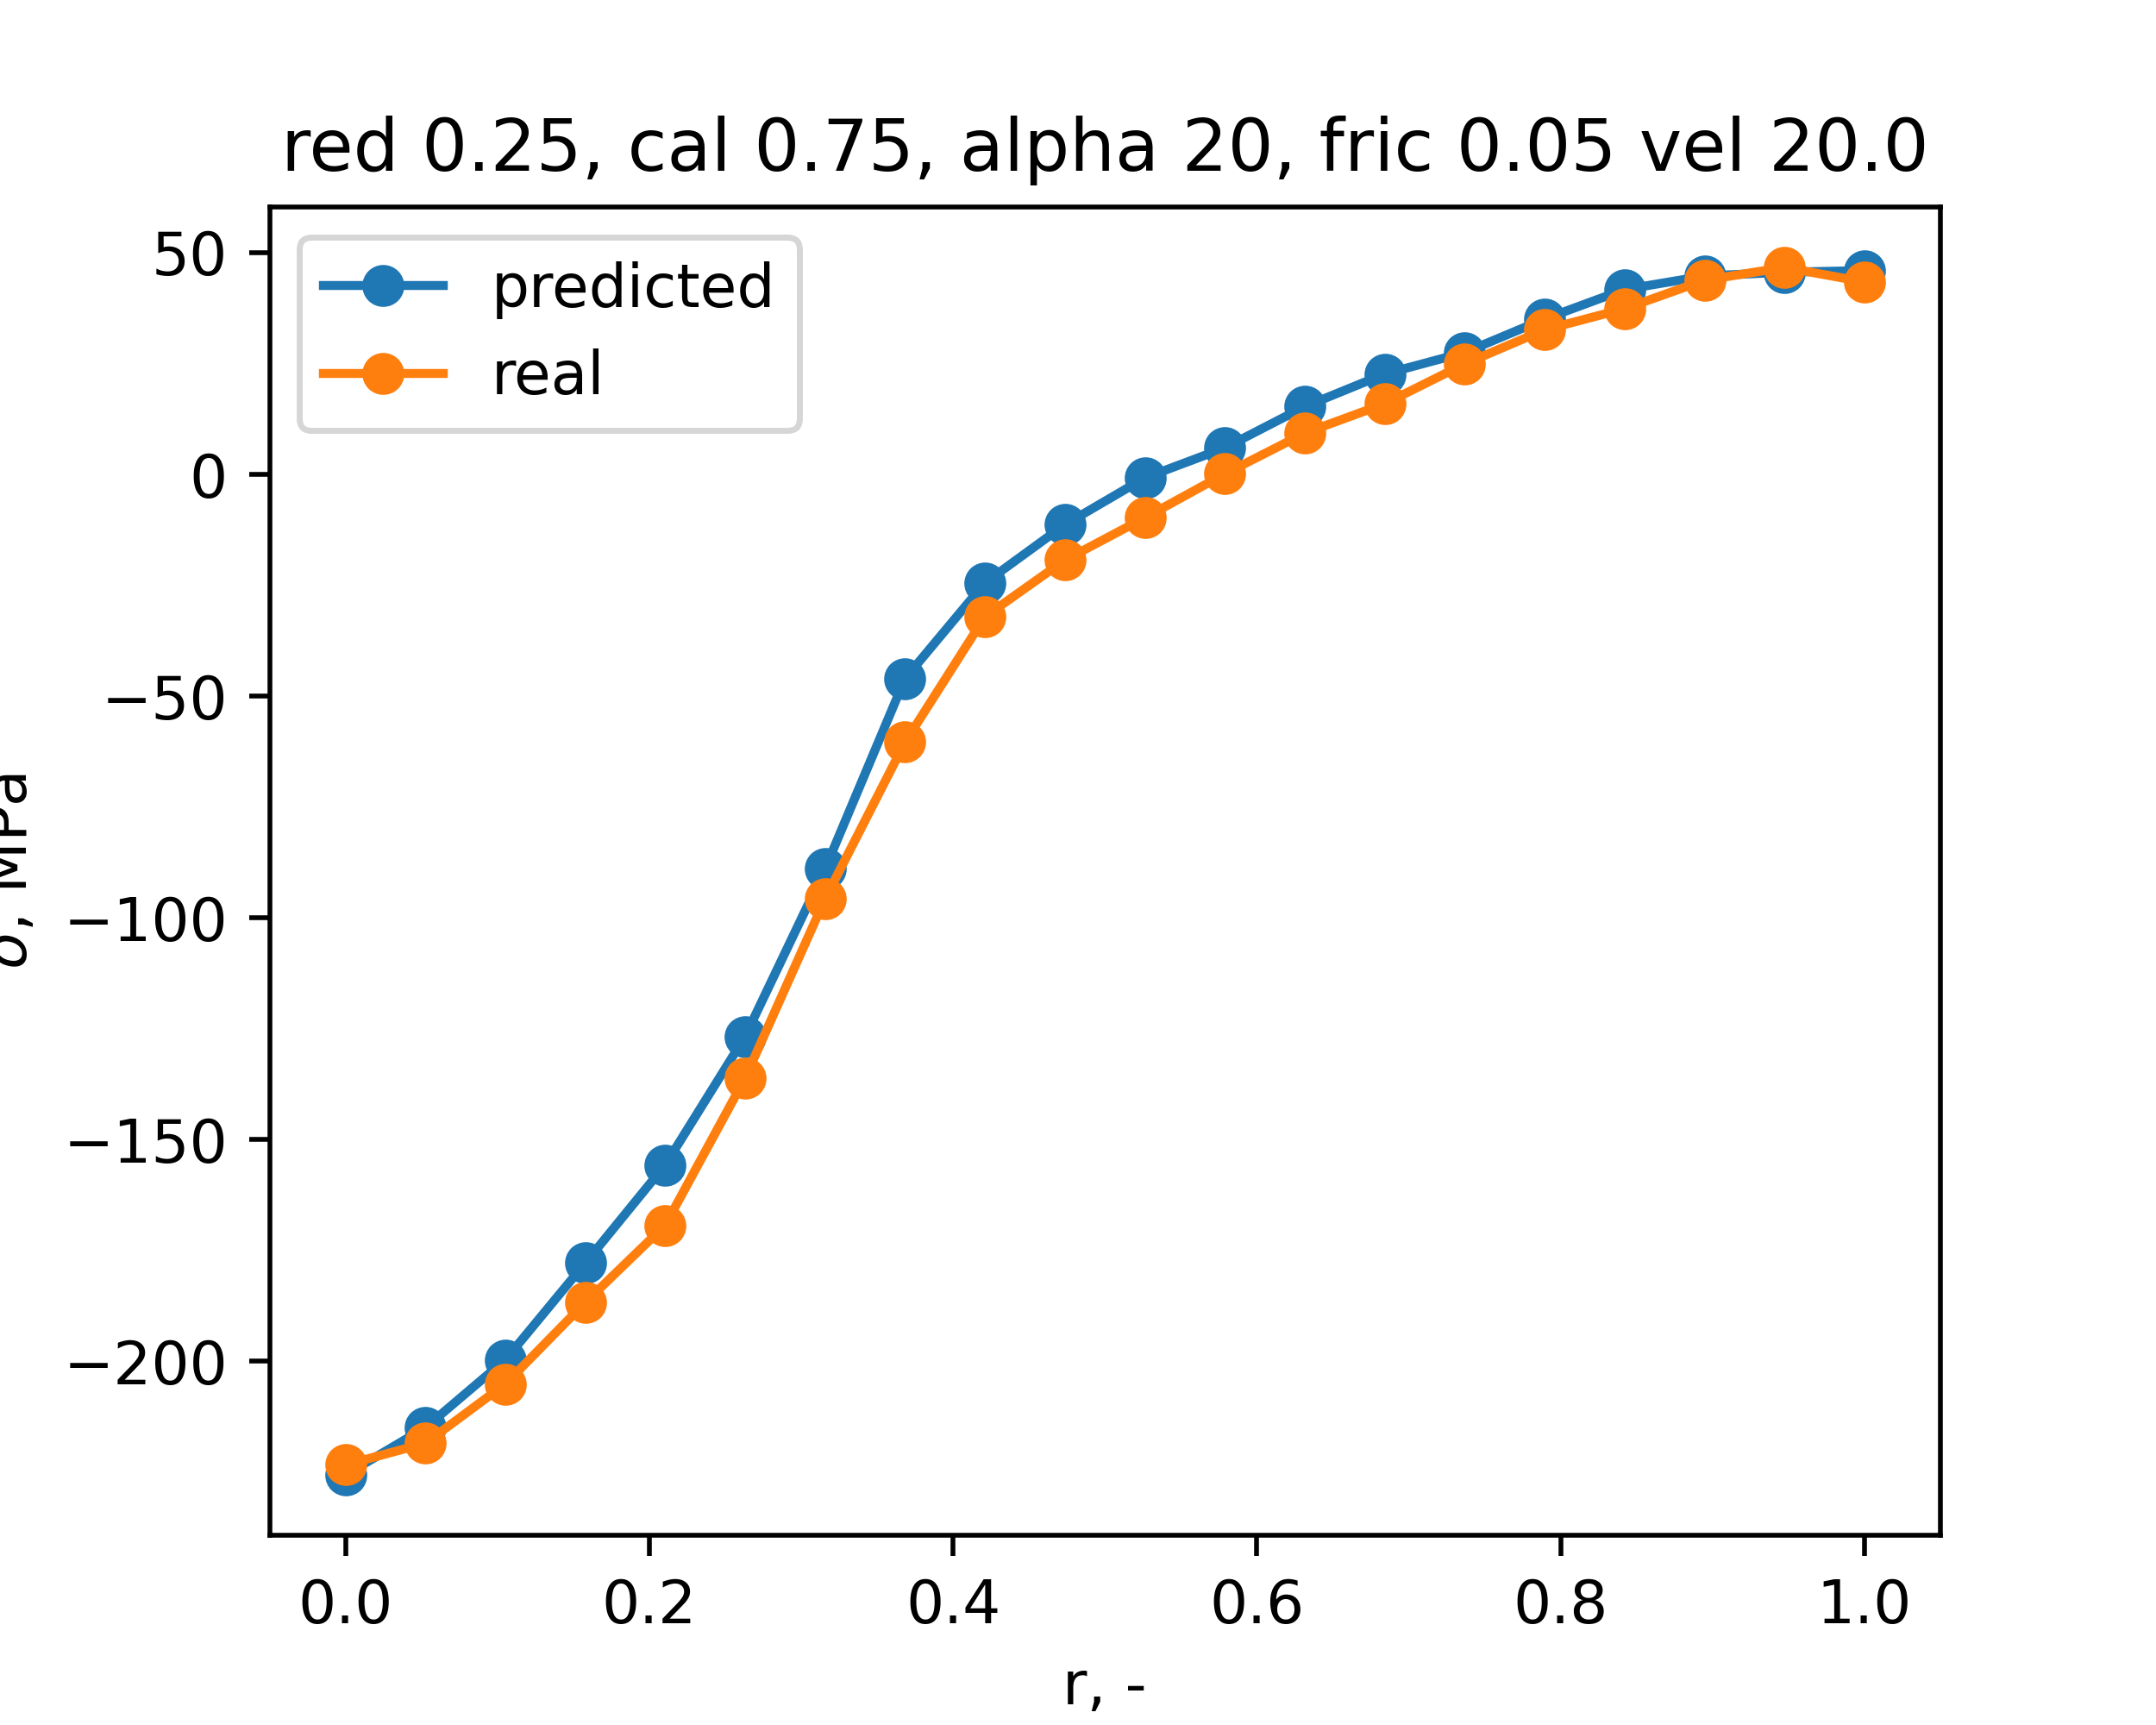 red 0.25, cal 0.75, alpha 20, fric 0.05 vel 20.0
predicted
real
50
0
−50
−100
−150
−200
σ, MPa
0.0 0.2 0.4 0.6 0.8 1.0
r, -